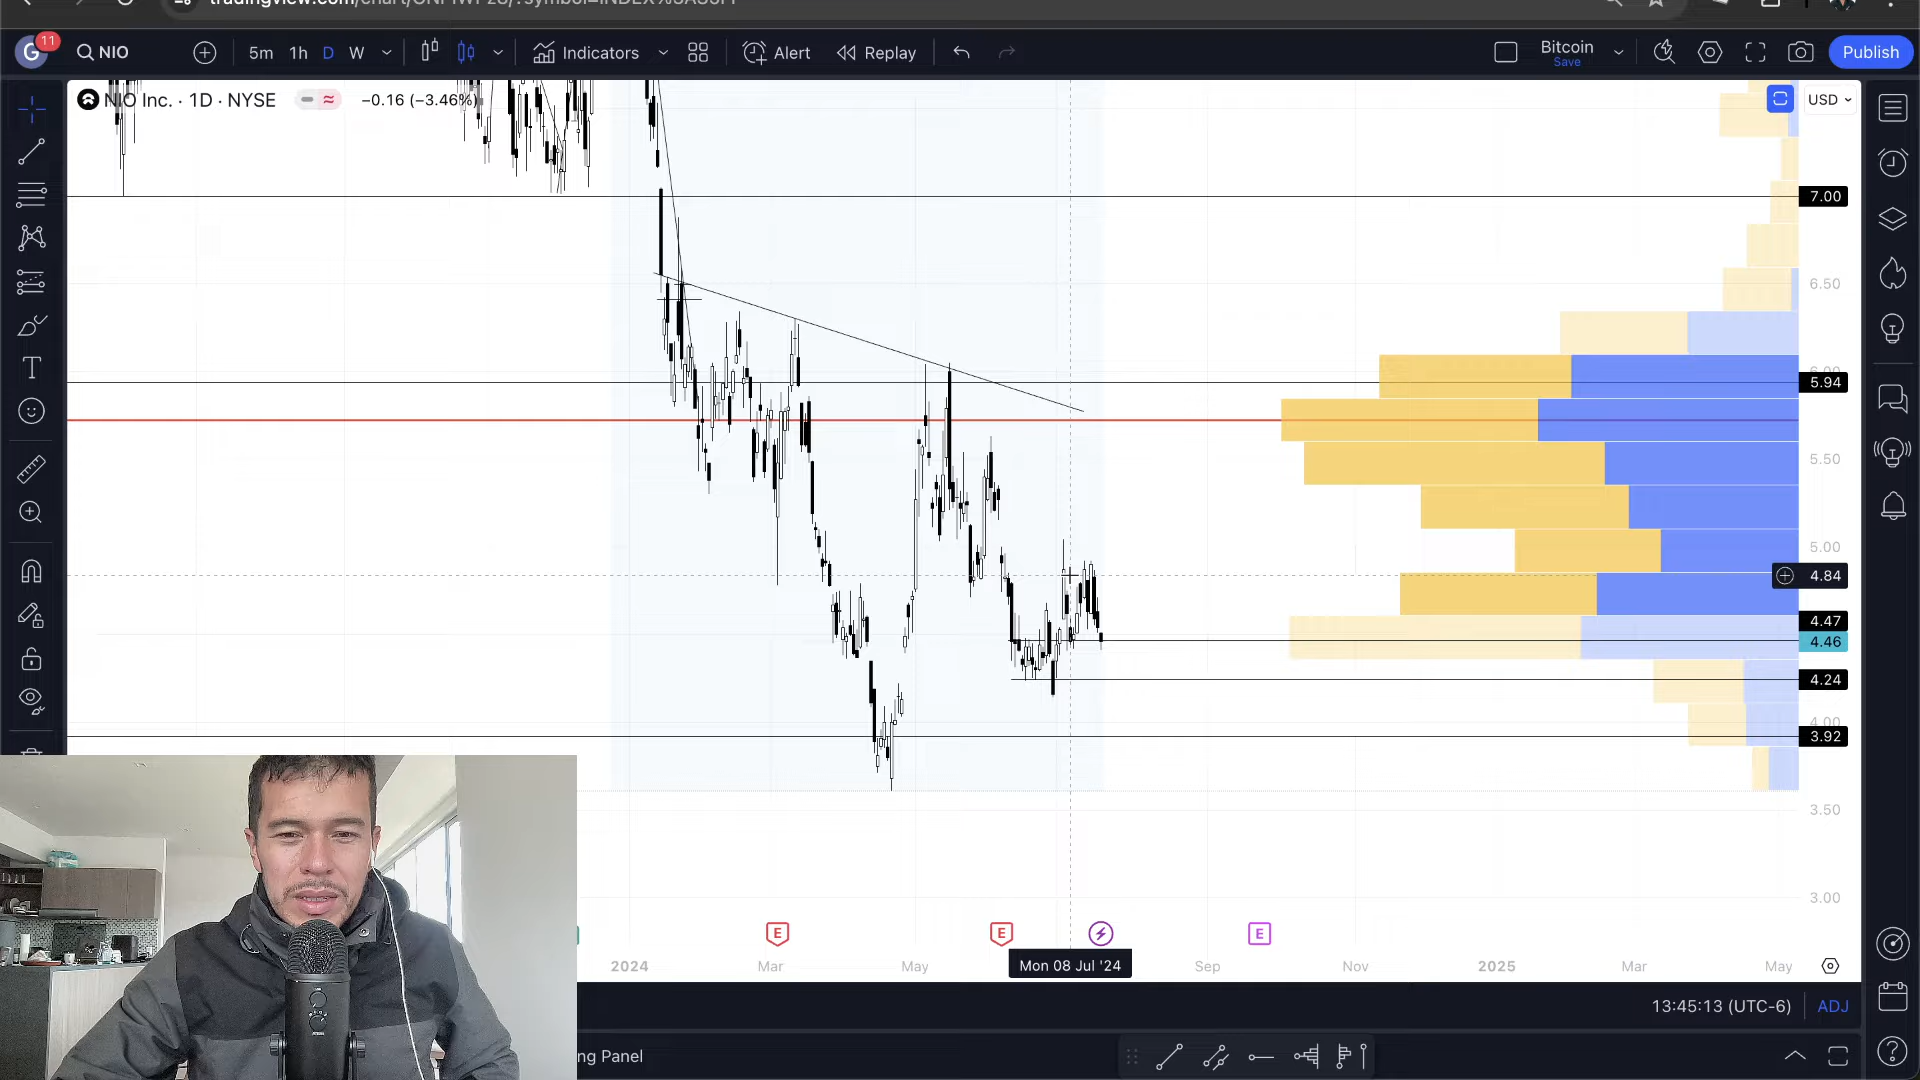 G
11
NIO
5m
1h
D
W
Indicators
Alert
Replay
Bitcoin
Save
Publish
NIO Inc. · 1D · NYSE
−0.16 (−3.46%)
USD
7.00
6.50
5.94
5.50
5.00
4.84
4.47
4.46
4.24
4.00
3.92
3.50
3.00
E
E
E
2024
Mar
May
Mon 08 Jul '24
Sep
Nov
2025
Mar
May
13:45:13 (UTC-6)
ADJ
ng Panel